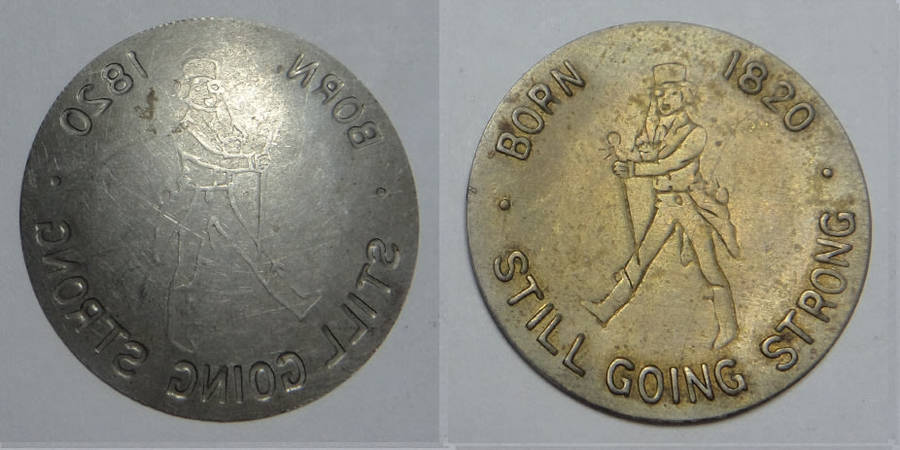 BORN 1820
· STILL GOING STRONG ·
BORN 1820
· STILL GOING STRONG ·